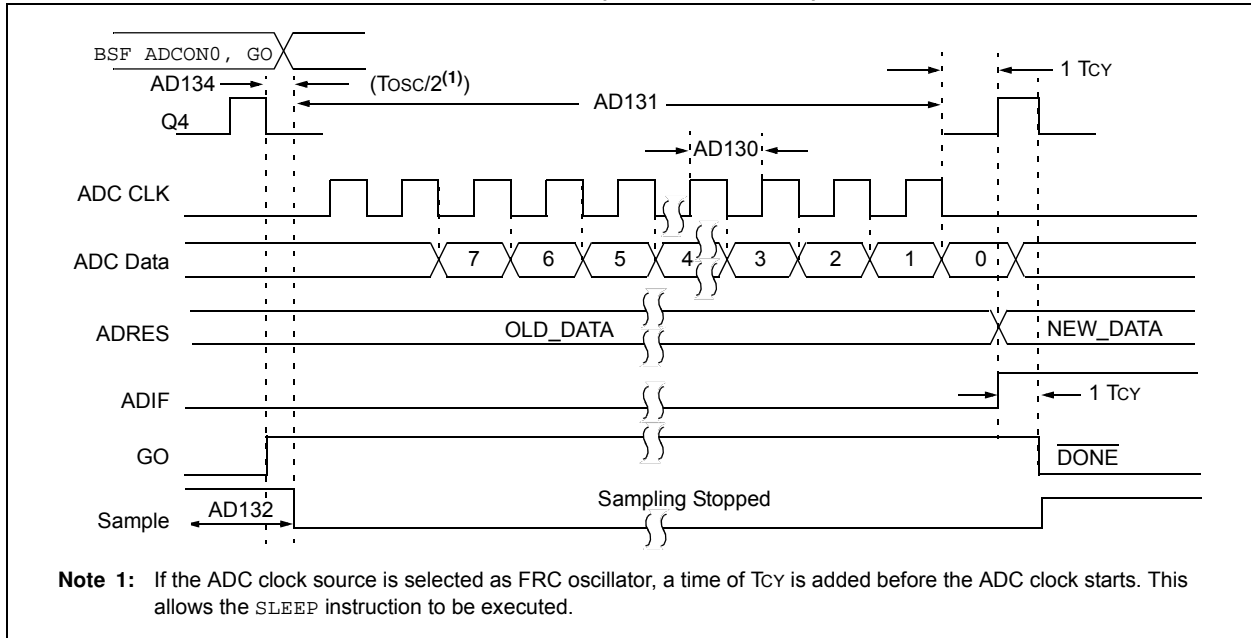 BSF ADCON0, GO
AD134
(TOSC/2(1))
1 TCY
AD131
Q4
AD130
ADC CLK
ADC Data
7 6 5 4 3 2 1 0
ADRES
OLD_DATA
NEW_DATA
ADIF
1 TCY
GO
DONE
Sampling Stopped
AD132
Sample
Note 1: If the ADC clock source is selected as FRC oscillator, a time of TCY is added before the ADC clock starts. This
allows the SLEEP instruction to be executed.